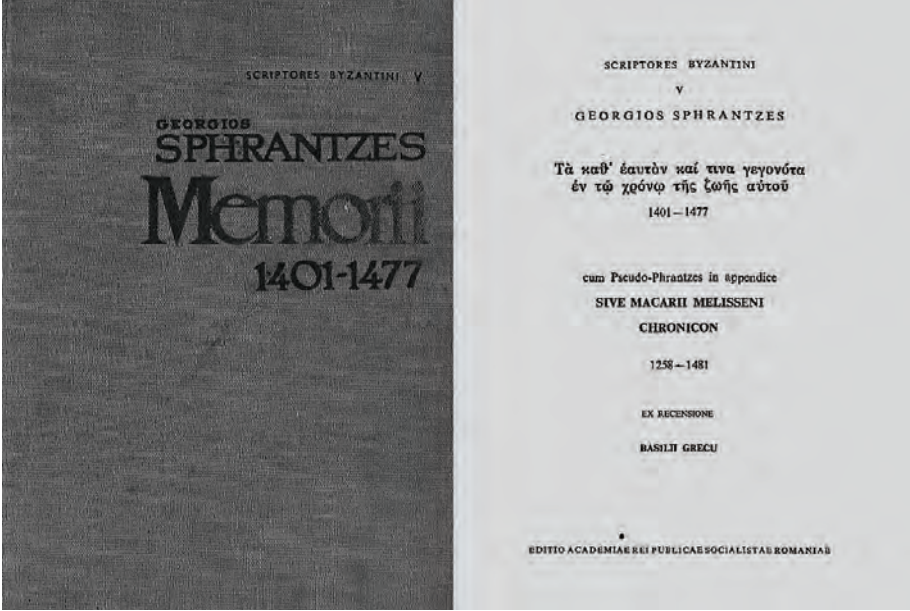 SCRIPTORES BYZANTINI V
GEORGIOS
SPHRANTZES
Memorii
1401-1477
SCRIPTORES BYZANTINI
V
GEORGIOS SPHRANTZES
Τὰ καθ' ἑαυτὸν καί τινα γεγονότα
ἐν τῷ χρόνῳ τῆς ζωῆς αὐτοῦ
1401—1477
cum Pseudo-Phrantzes in appendice
SIVE MACARII MELISSENI
CHRONICON
1258—1481
EX RECENSIONE
BASILII GRECU
EDITIO ACADEMIAE REI PUBLICAE SOCIALISTAE ROMANIAE